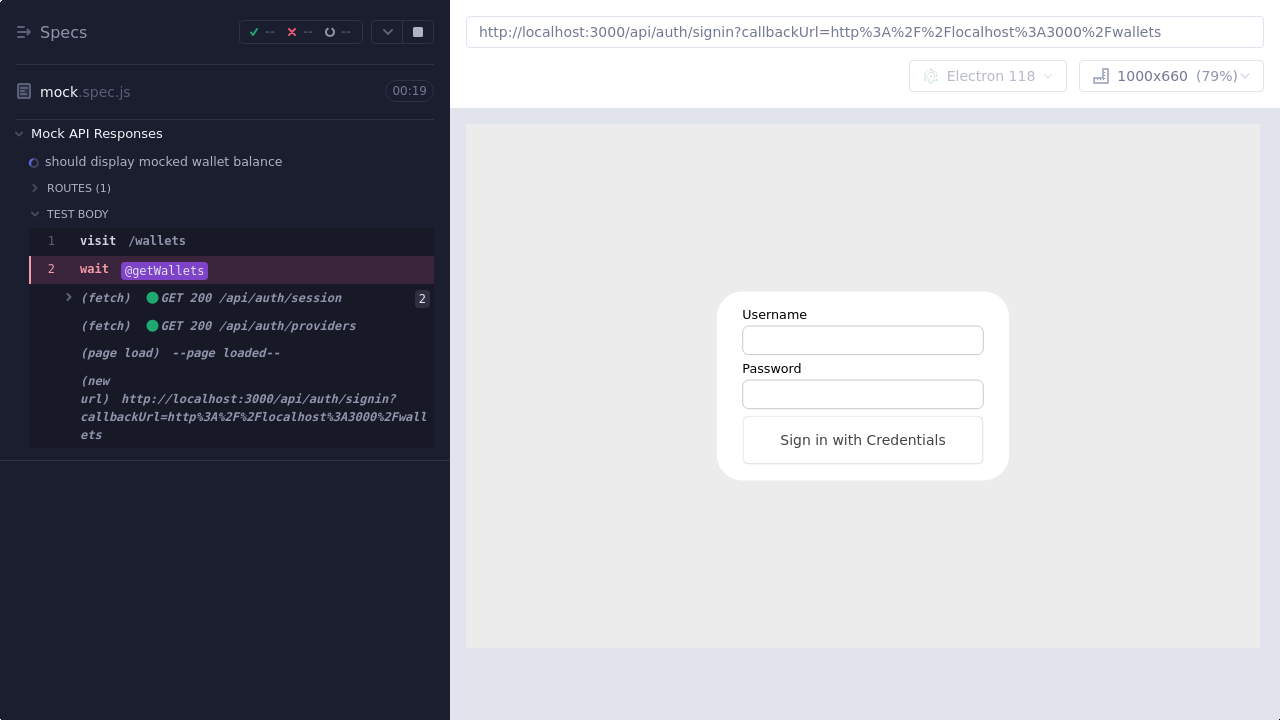 Specs
-- -- --
mock.spec.js
00:19
Mock API Responses
should display mocked wallet balance
ROUTES (1)
TEST BODY
1 visit /wallets
2 wait @getWallets
(fetch) GET 200 /api/auth/session 2
(fetch) GET 200 /api/auth/providers
(page load) --page loaded--
(new
url) http://localhost:3000/api/auth/signin?
callbackUrl=http%3A%2F%2Flocalhost%3A3000%2Fwall
ets
http://localhost:3000/api/auth/signin?callbackUrl=http%3A%2F%2Flocalhost%3A3000%2Fwallets
Electron 118
1000x660 (79%)
Username
Password
Sign in with Credentials